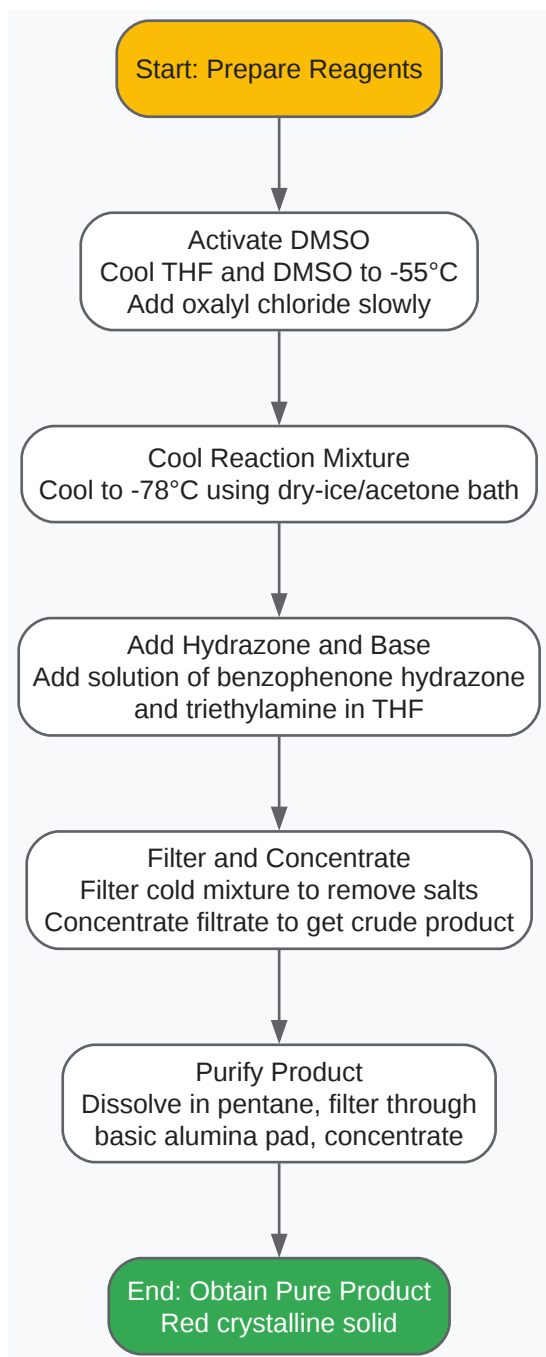 Start: Prepare Reagents
Activate DMSO
Cool THF and DMSO to -55°C
Add oxalyl chloride slowly
Cool Reaction Mixture
Cool to -78°C using dry-ice/acetone bath
Add Hydrazone and Base
Add solution of benzophenone hydrazone
and triethylamine in THF
Filter and Concentrate
Filter cold mixture to remove salts
Concentrate filtrate to get crude product
Purify Product
Dissolve in pentane, filter through
basic alumina pad, concentrate
End: Obtain Pure Product
Red crystalline solid